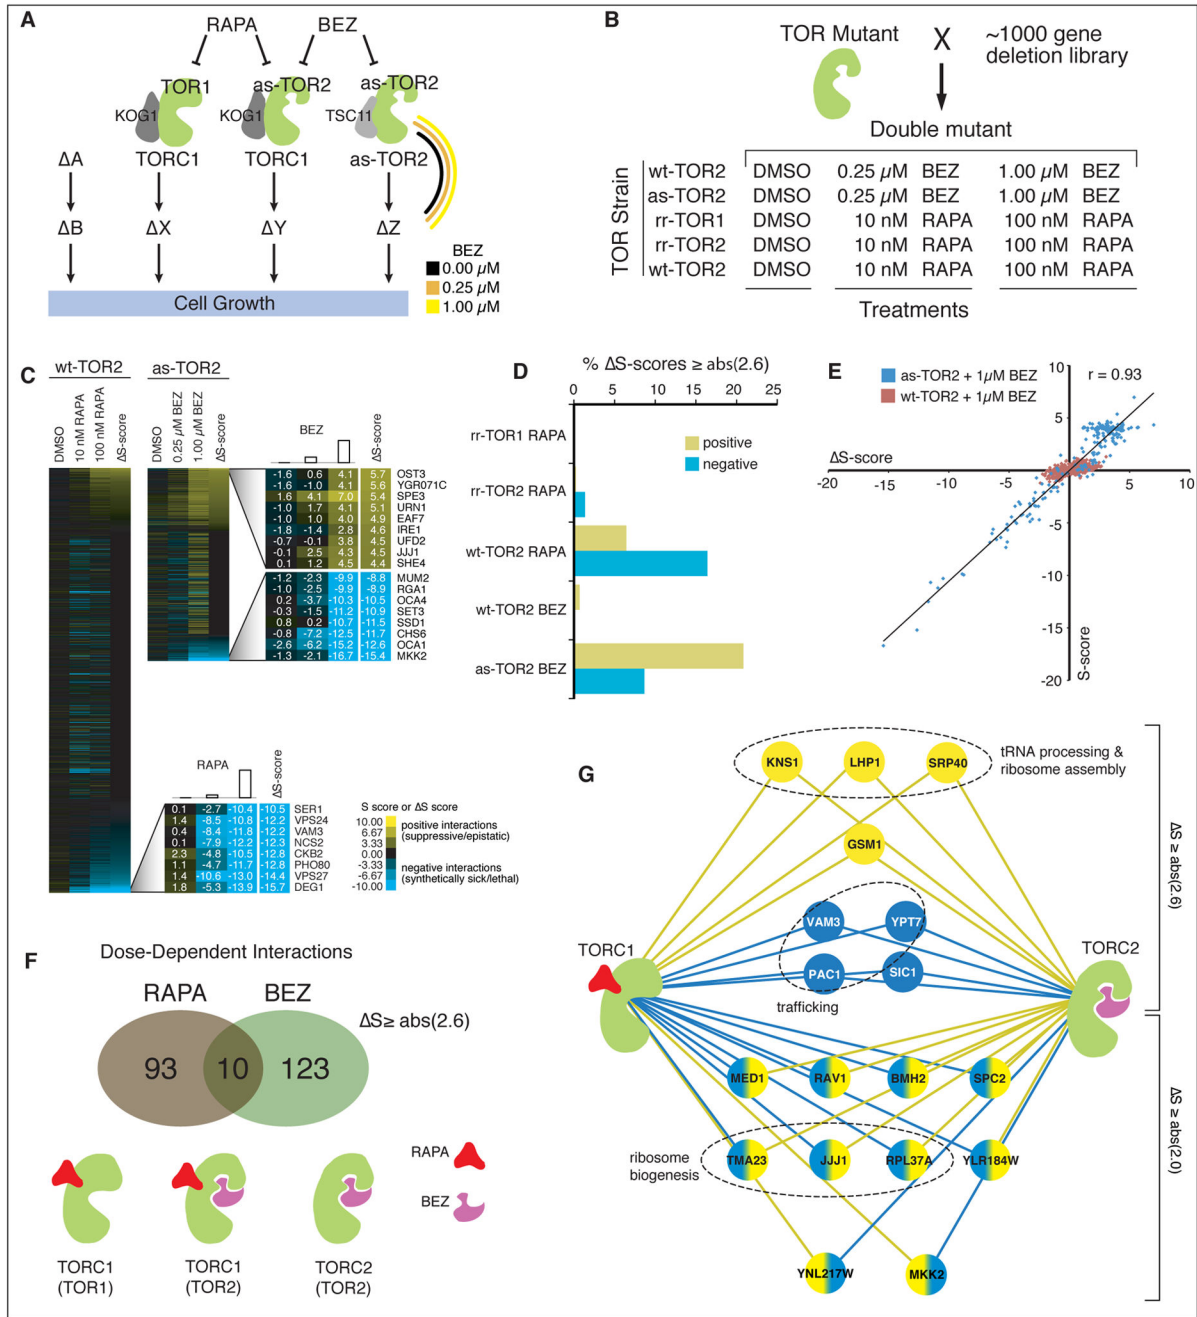 A
RAPA BEZ
TOR1 as-TOR2 as-TOR2
KOG1 KOG1 TSC11
TORC1 TORC1 as-TOR2
ΔA
ΔB ΔX ΔY ΔZ
BEZ
0.00 µM
0.25 µM
1.00 µM
Cell Growth
B
TOR Mutant X ~1000 gene
deletion library
Double mutant
TOR Strain
wt-TOR2 DMSO 0.25 µM BEZ 1.00 µM BEZ
as-TOR2 DMSO 0.25 µM BEZ 1.00 µM BEZ
rr-TOR1 DMSO 10 nM RAPA 100 nM RAPA
rr-TOR2 DMSO 10 nM RAPA 100 nM RAPA
wt-TOR2 DMSO 10 nM RAPA 100 nM RAPA
Treatments
C
wt-TOR2 as-TOR2
DMSO 10 nM RAPA 100 nM RAPA ΔS-score
DMSO 0.25 µM BEZ 1.00 µM BEZ ΔS-score
BEZ ΔS-score
-1.6 0.6 4.1 5.7 OST3
-1.6 -1.0 4.1 5.6 YGR071C
1.6 4.1 7.0 5.4 SPE3
-1.0 1.7 4.1 5.1 URN1
-1.0 1.0 4.0 4.9 EAF7
-1.8 -1.4 2.8 4.6 IRE1
-0.7 -0.1 3.8 4.5 UFD2
-0.1 2.5 4.3 4.5 JJJ1
0.1 1.2 4.5 4.4 SHE4
-1.2 -2.3 -9.9 -8.8 MUM2
-1.0 -2.5 -9.9 -8.9 RGA1
0.2 -3.7 -10.3 -10.5 OCA4
-0.3 -1.5 -11.2 -10.9 SET3
0.8 0.2 -10.7 -11.5 SSD1
-0.8 -7.2 -12.5 -11.7 CHS6
-2.6 -6.2 -15.2 -12.6 OCA1
-1.3 -2.1 -16.7 -15.4 MKK2
RAPA ΔS-score
0.1 -2.7 -10.4 -10.5 SER1
1.4 -8.5 -10.8 -12.2 VPS24
0.4 -8.4 -11.8 -12.2 VAM3
0.1 -7.9 -12.2 -12.3 NCS2
2.3 -4.8 -10.5 -12.8 CKB2
1.1 -4.7 -11.7 -12.8 PHO80
1.4 -10.6 -13.0 -14.4 VPS27
1.8 -5.3 -13.9 -15.7 DEG1
S score or ΔS score
10.00 positive interactions
6.67 (suppressive/epistatic)
3.33
0.00
-3.33 negative interactions
-6.67 (synthetically sick/lethal)
-10.00
D
% ΔS-scores ≥ abs(2.6)
0 5 10 15 20 25
rr-TOR1 RAPA
rr-TOR2 RAPA
wt-TOR2 RAPA
wt-TOR2 BEZ
as-TOR2 BEZ
positive
negative
E
as-TOR2 + 1µM BEZ
wt-TOR2 + 1µM BEZ
r = 0.93
ΔS-score
-20 -15 -10 -5 5 10
10
5
0
-5
-10
-15
-20
S-score
F
Dose-Dependent Interactions
RAPA BEZ
ΔS≥ abs(2.6)
93 10 123
RAPA
BEZ
TORC1 TORC1 TORC2
(TOR1) (TOR2) (TOR2)
G
KNS1 LHP1 SRP40
tRNA processing &
ribosome assembly
GSM1
VAM3 YPT7
PAC1 SIC1
trafficking
TORC1 TORC2
MED1 RAV1 BMH2 SPC2
ribosome
biogenesis
TMA23 JJJ1 RPL37A YLR184W
YNL217W MKK2
ΔS ≥ abs(2.6)
ΔS ≥ abs(2.0)